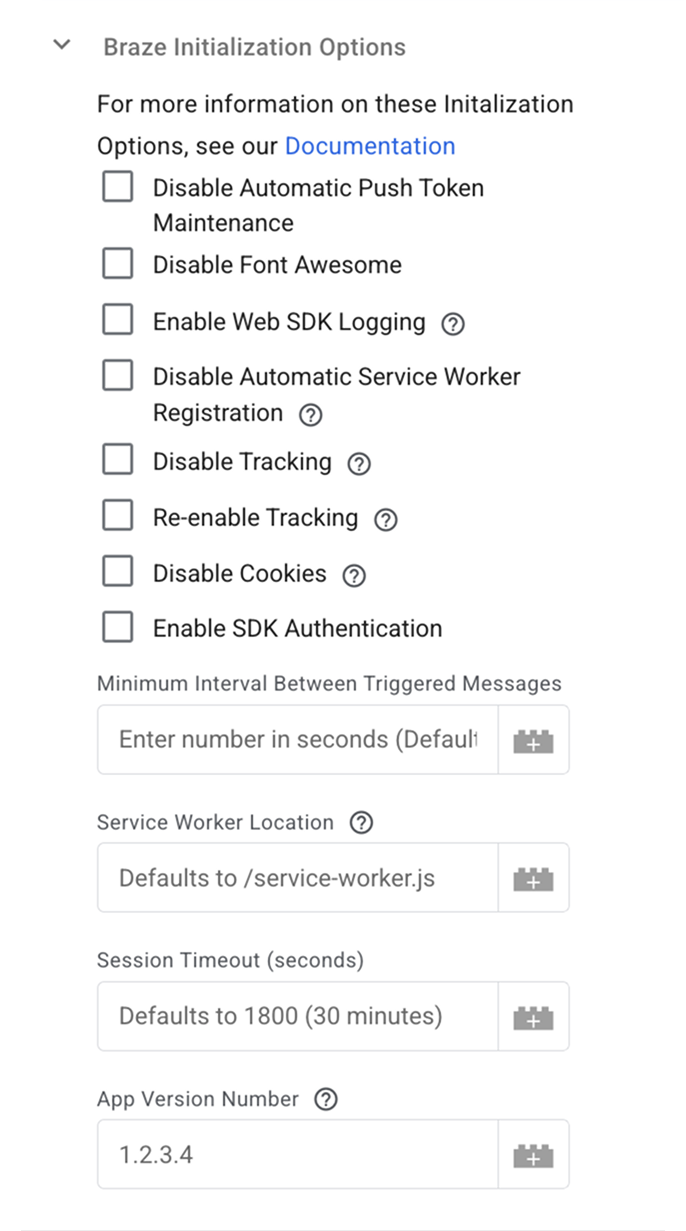 Braze Initialization Options
For more information on these Initalization
Options, see our Documentation
Disable Automatic Push Token
Maintenance
Disable Font Awesome
Enable Web SDK Logging
Disable Automatic Service Worker
Registration
Disable Tracking
Re-enable Tracking
Disable Cookies
Enable SDK Authentication
Minimum Interval Between Triggered Messages
Enter number in seconds (Default
Service Worker Location
Defaults to /service-worker.js
Session Timeout (seconds)
Defaults to 1800 (30 minutes)
App Version Number
1.2.3.4